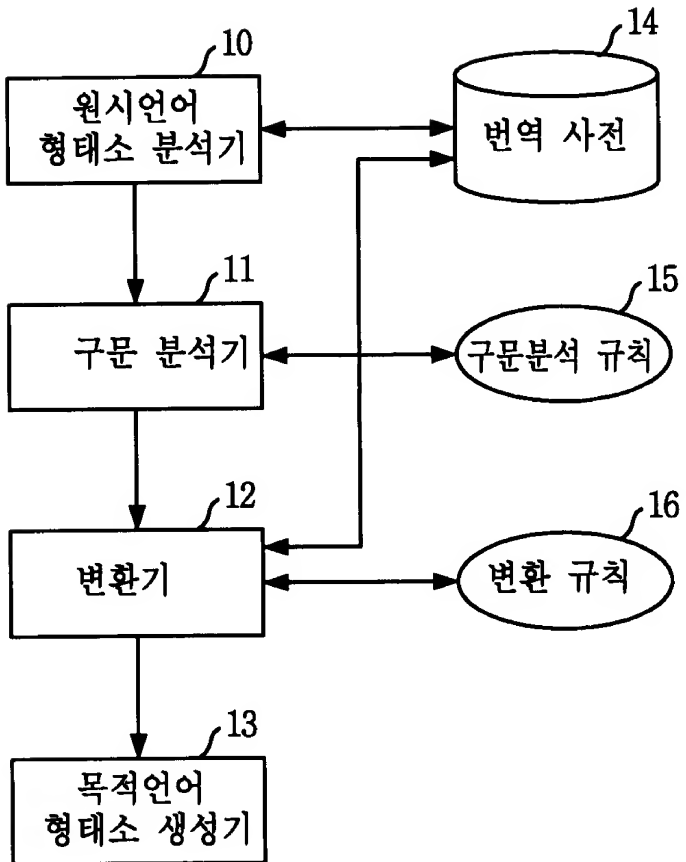 10
원시언어
형태소 분석기
14
번역 사전
11
구문 분석기
15
구문분석 규칙
12
변환기
16
변환 규칙
13
목적언어
형태소 생성기